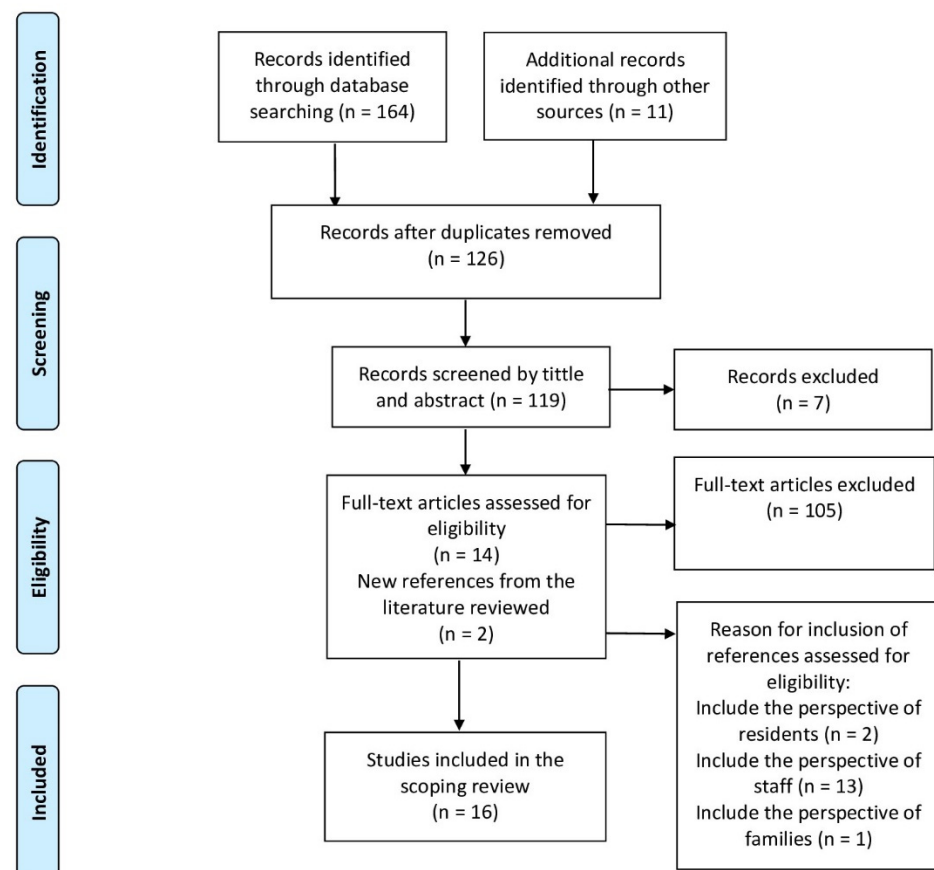 Identification
Records identified
through database
searching (n = 164)
Additional records
identified through other
sources (n = 11)
Records after duplicates removed
(n = 126)
Screening
Records screened by tittle
and abstract (n = 119)
Records excluded
(n = 7)
Eligibility
Full-text articles assessed for
eligibility
(n = 14)
New references from the
literature reviewed
(n = 2)
Full-text articles excluded
(n = 105)
Reason for inclusion of
references assessed for
eligibility:
Include the perspective of
residents (n = 2)
Include the perspective of
staff (n = 13)
Include the perspective of
families (n = 1)
Included
Studies included in the
scoping review
(n = 16)